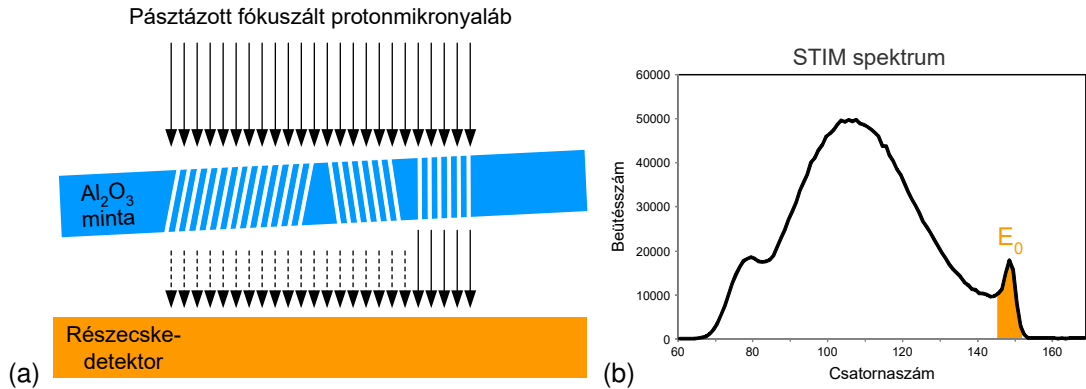 Pásztázott fókuszált protonmikronyaláb
Al₂O₃
minta
Részecske-
detektor
(a)
STIM spektrum
Beütésszám
60000
50000
40000
30000
20000
10000
0
E₀
60
80
100
120
140
160
Csatornaszám
(b)